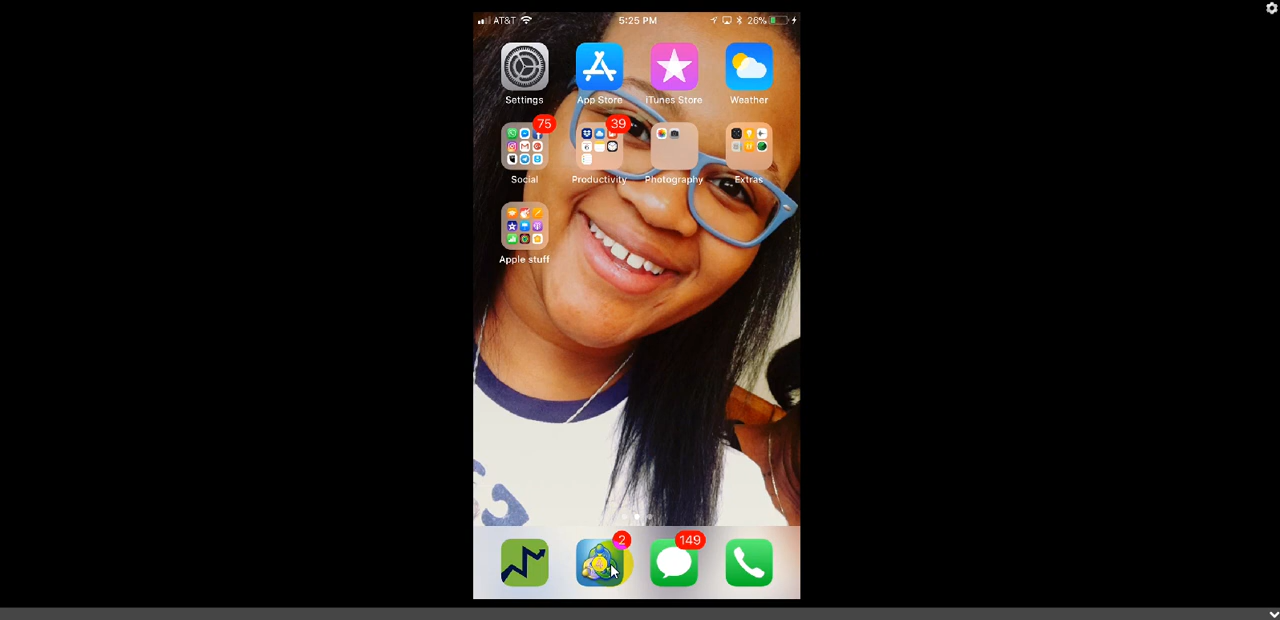 AT&T
5:25 PM
26%
Settings
App Store
iTunes Store
Weather
75
39
Social
Productivity
Photography
Extras
Apple stuff
2
149